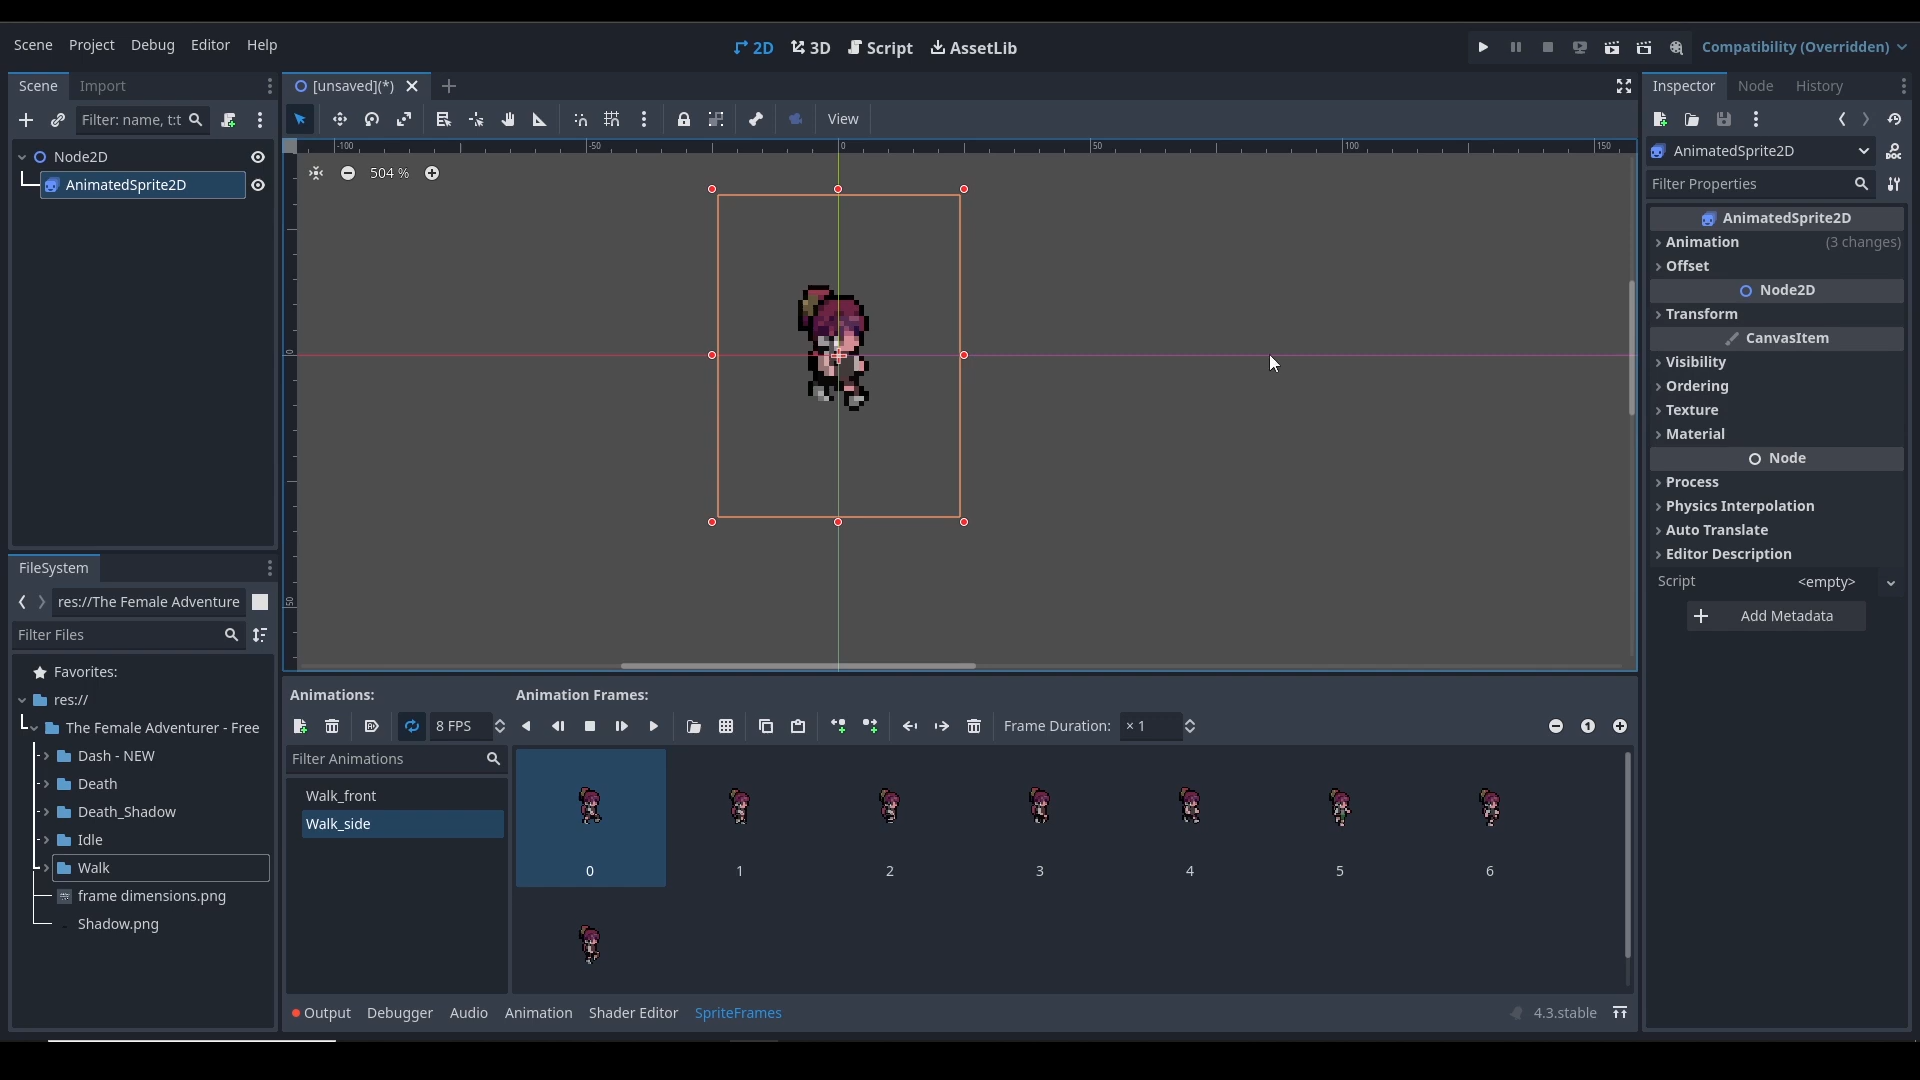 Scene Project Debug Editor Help
2D 3D Script AssetLib
Compatibility (Overridden)
Scene Import
[unsaved](*)
Inspector Node History
Filter: name, t:t
View
Node2D
AnimatedSprite2D
FileSystem
res://The Female Adventure
Filter Files
Favorites:
res://
The Female Adventurer - Free
Dash - NEW
Death
Death_Shadow
Idle
Walk
frame dimensions.png
Shadow.png
-100 -50 0 50 100 150
504 %
0
50
Animations: Animation Frames:
8 FPS
Frame Duration: × 1
Filter Animations
Walk_front
Walk_side
0 1 2 3 4 5 6
Output Debugger Audio Animation Shader Editor SpriteFrames
4.3.stable
AnimatedSprite2D
DOC
Filter Properties
AnimatedSprite2D
Animation (3 changes)
Offset
Node2D
Transform
CanvasItem
Visibility
Ordering
Texture
Material
Node
Process
Physics Interpolation
Auto Translate
Editor Description
Script <empty>
Add Metadata